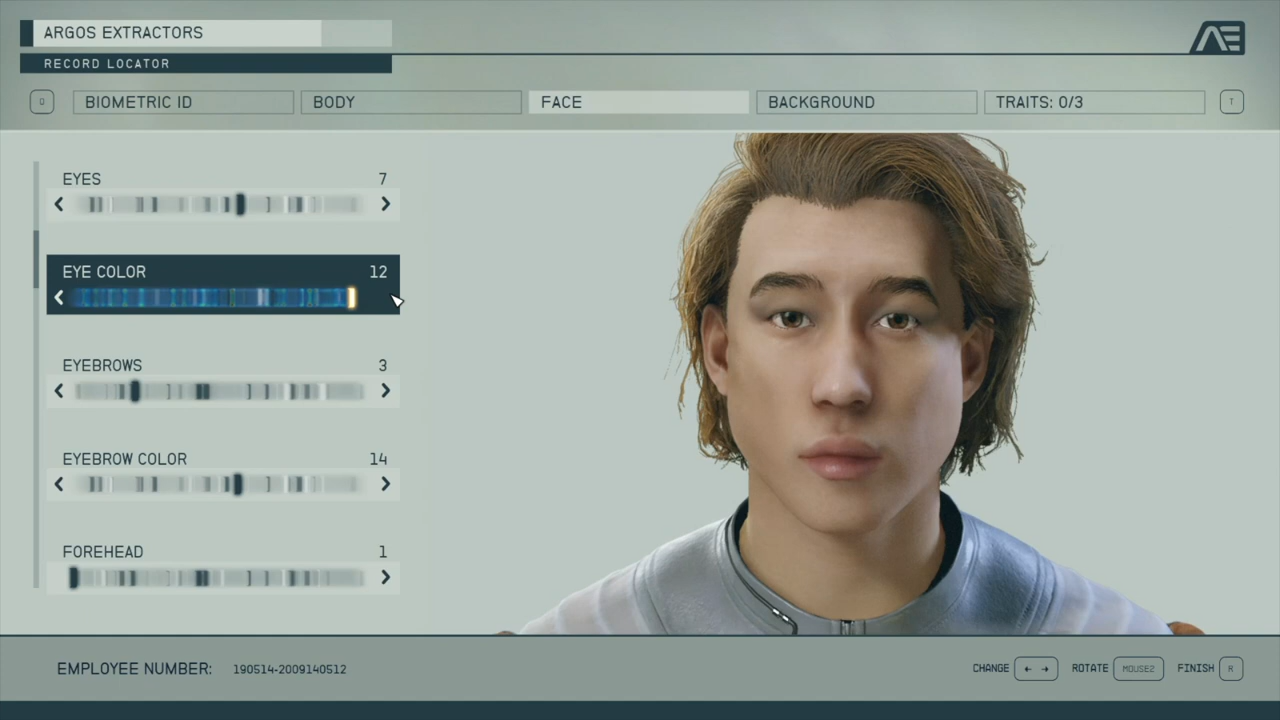 ARGOS EXTRACTORS
RECORD LOCATOR
Q BIOMETRIC ID BODY FACE BACKGROUND TRAITS: 0/3 T
EYES 7
EYE COLOR 12
EYEBROWS 3
EYEBROW COLOR 14
FOREHEAD 1
EMPLOYEE NUMBER: 190514-2009140512 CHANGE ← → ROTATE MOUSE2 FINISH R